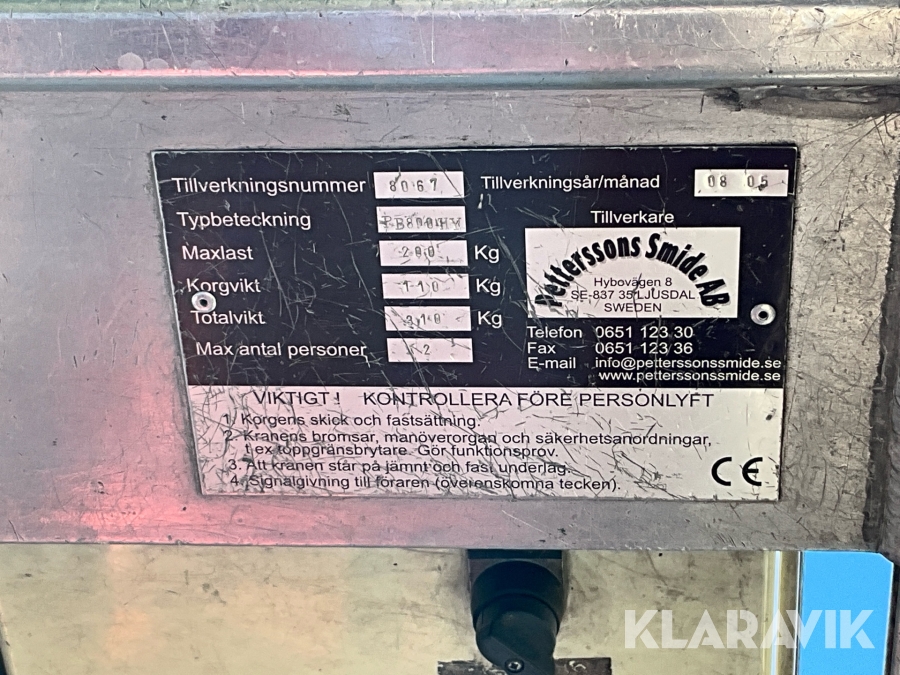 Tillverkningsnummer 8067 Tillverkningsår/månad 08 05
Typbeteckning Tillverkare
Maxlast 200 Kg
Korgvikt 110 Kg
Totalvikt 310 Kg
Max antal personer 2
Petterssons Smide AB
Hybovägen 8
SE-837 35 LJUSDAL
SWEDEN
Telefon 0651 123 30
Fax 0651 123 36
E-mail info@petterssonssmide.se
www.petterssonssmide.se
VIKTIGT! KONTROLLERA FÖRE PERSONLYFT
1. Korgens skick och fastsättning.
2. Kranens bromsar, manöverorgan och säkerhetsanordningar,
t ex toppgränsbrytare. Gör funktionsprov.
3. Att kranen står på jämnt och fast underlag.
4. Signalgivning till föraren (överenskomna tecken).
CE
KLARAVIK